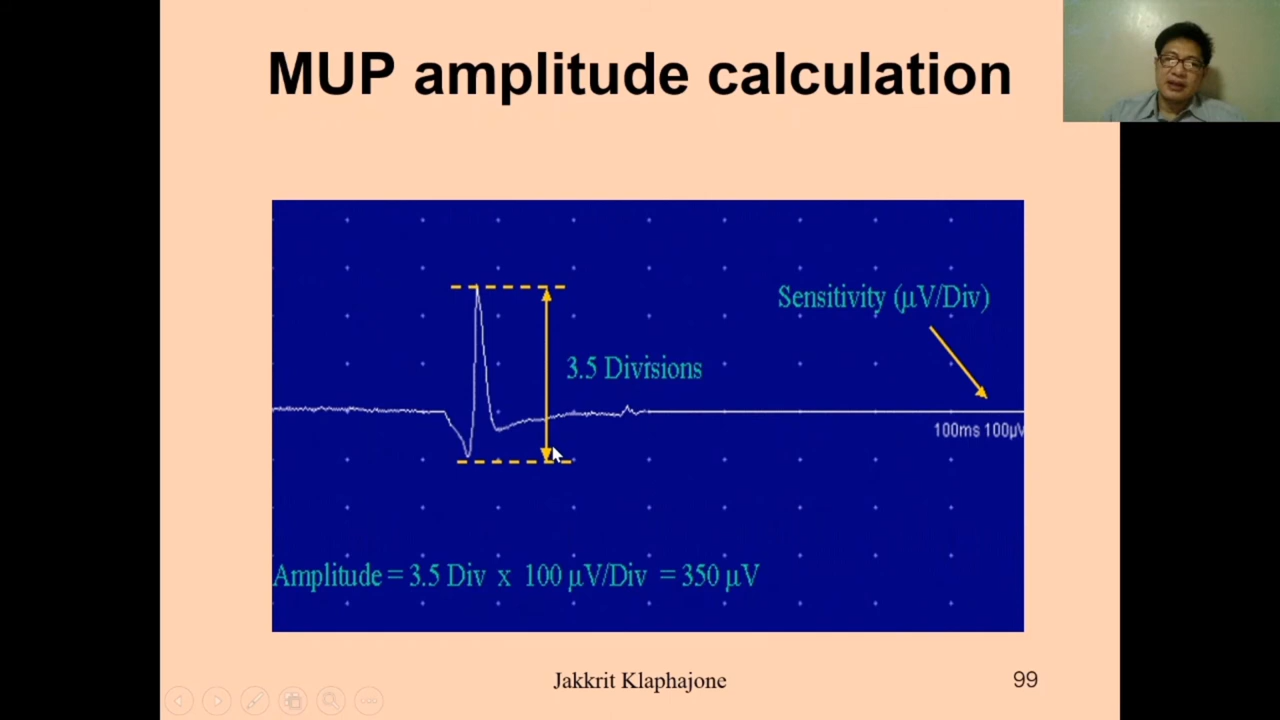 MUP amplitude calculation
Sensitivity (µV/Div)
3.5 Divisions
100ms 100µV
Amplitude = 3.5 Div x 100 µV/Div = 350 µV
Jakkrit Klaphajone
99